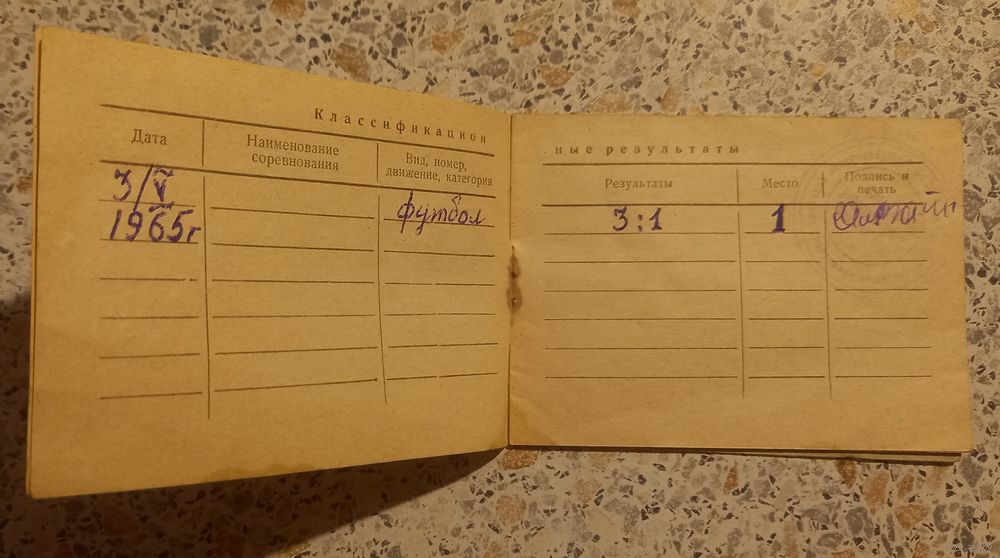 Классификацион
Дата
Наименование
соревнования
Вид, номер,
движение, категория
3/V
1965г
футбол
ные результаты
Результаты
Место
Подпись и
печать
3:1
1